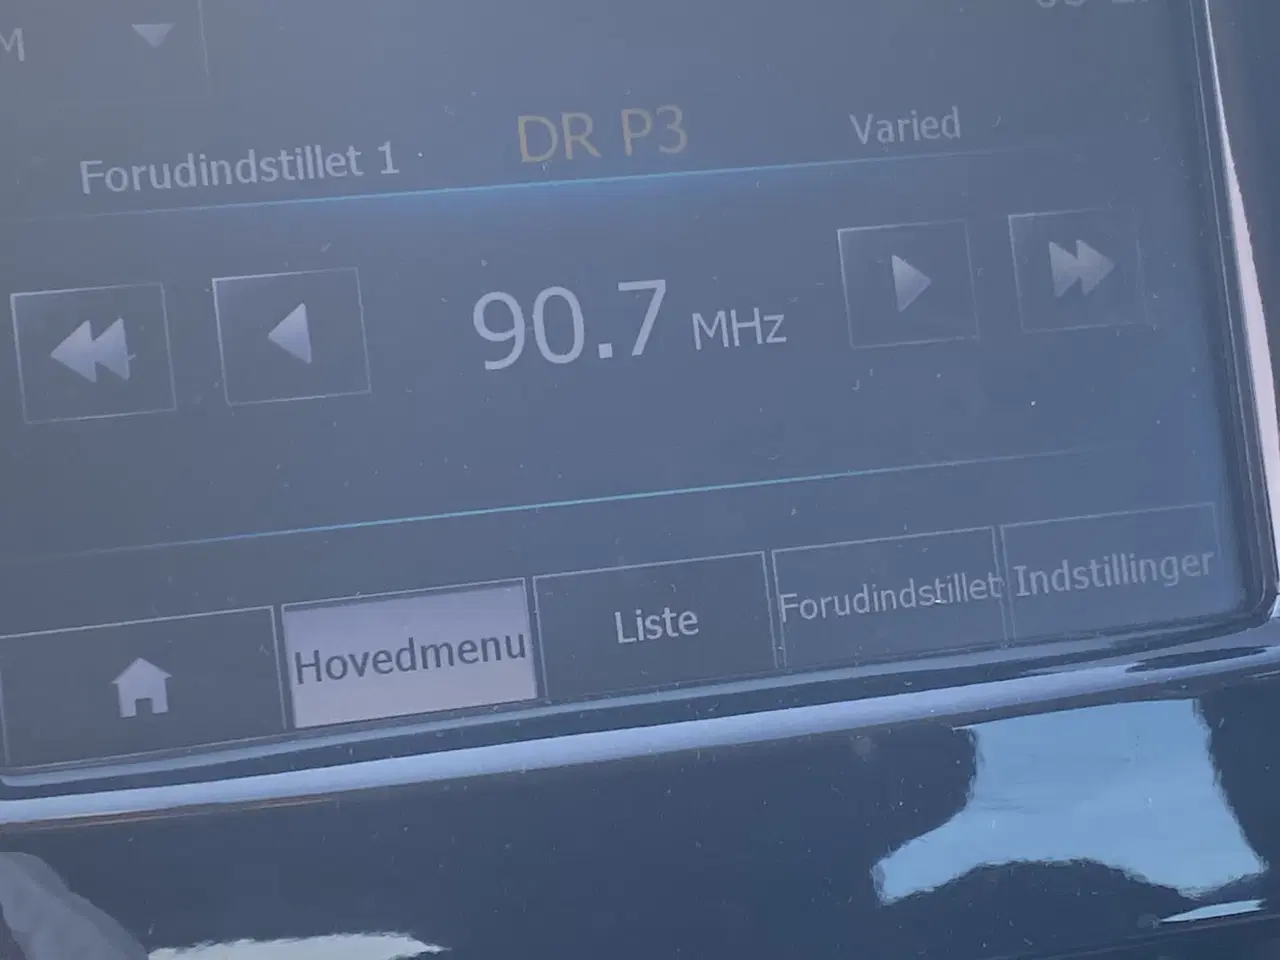 Forudindstillet 1
DR P3
Varied
90.7 MHz
Hovedmenu
Liste
Forudindstillet
Indstillinger